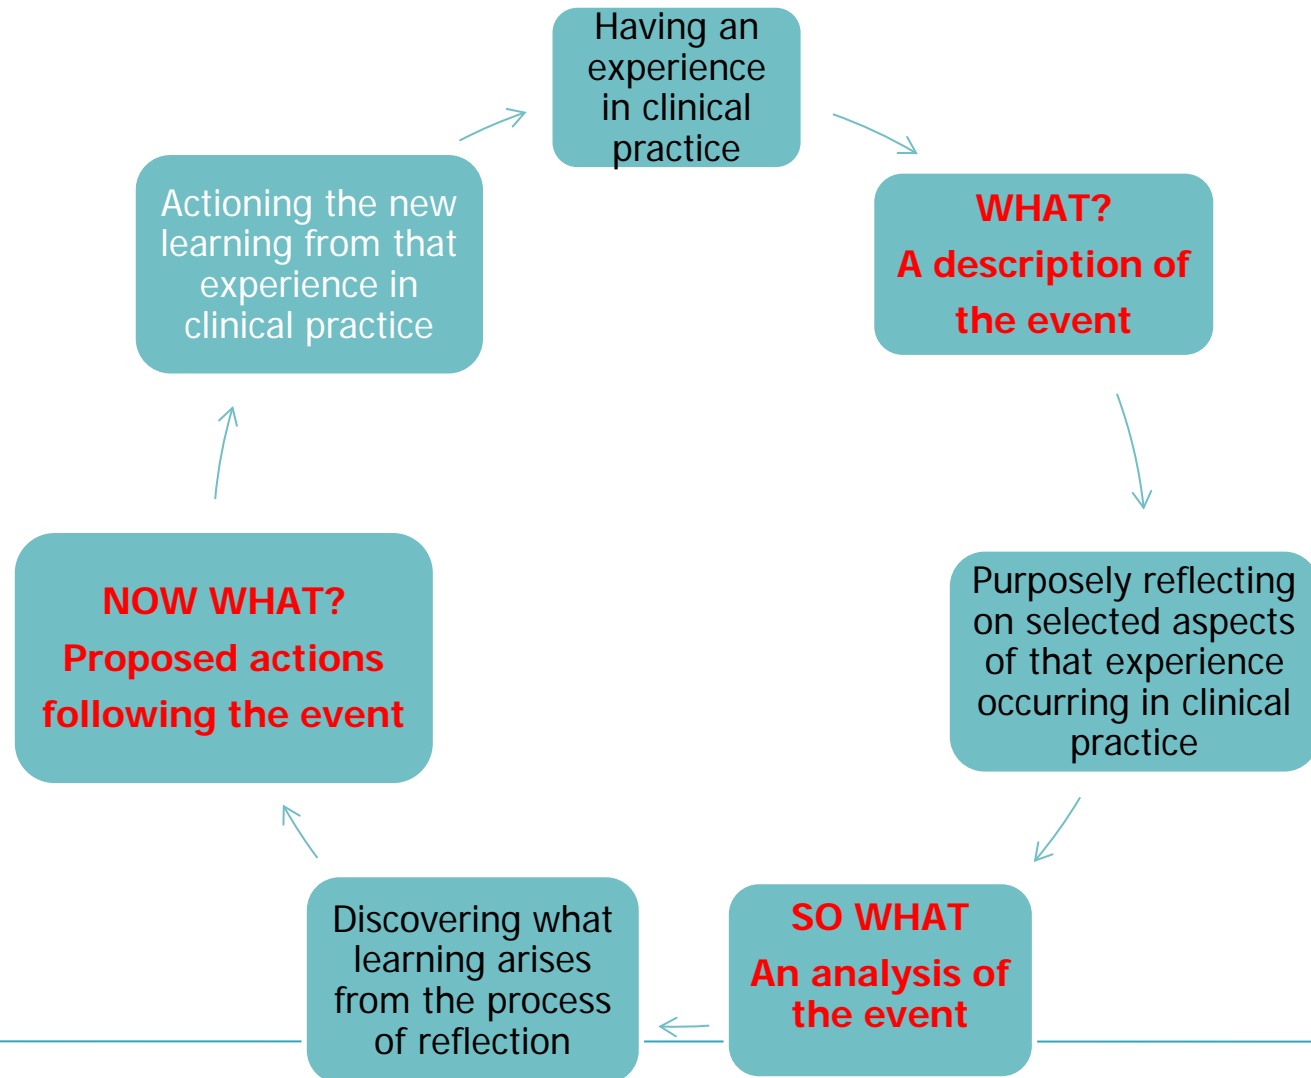 Having an
experience
in clinical
practice
WHAT?
A description of
the event
Purposely reflecting
on selected aspects
of that experience
occurring in clinical
practice
SO WHAT
An analysis of
the event
Discovering what
learning arises
from the process
of reflection
NOW WHAT?
Proposed actions
following the event
Actioning the new
learning from that
experience in
clinical practice